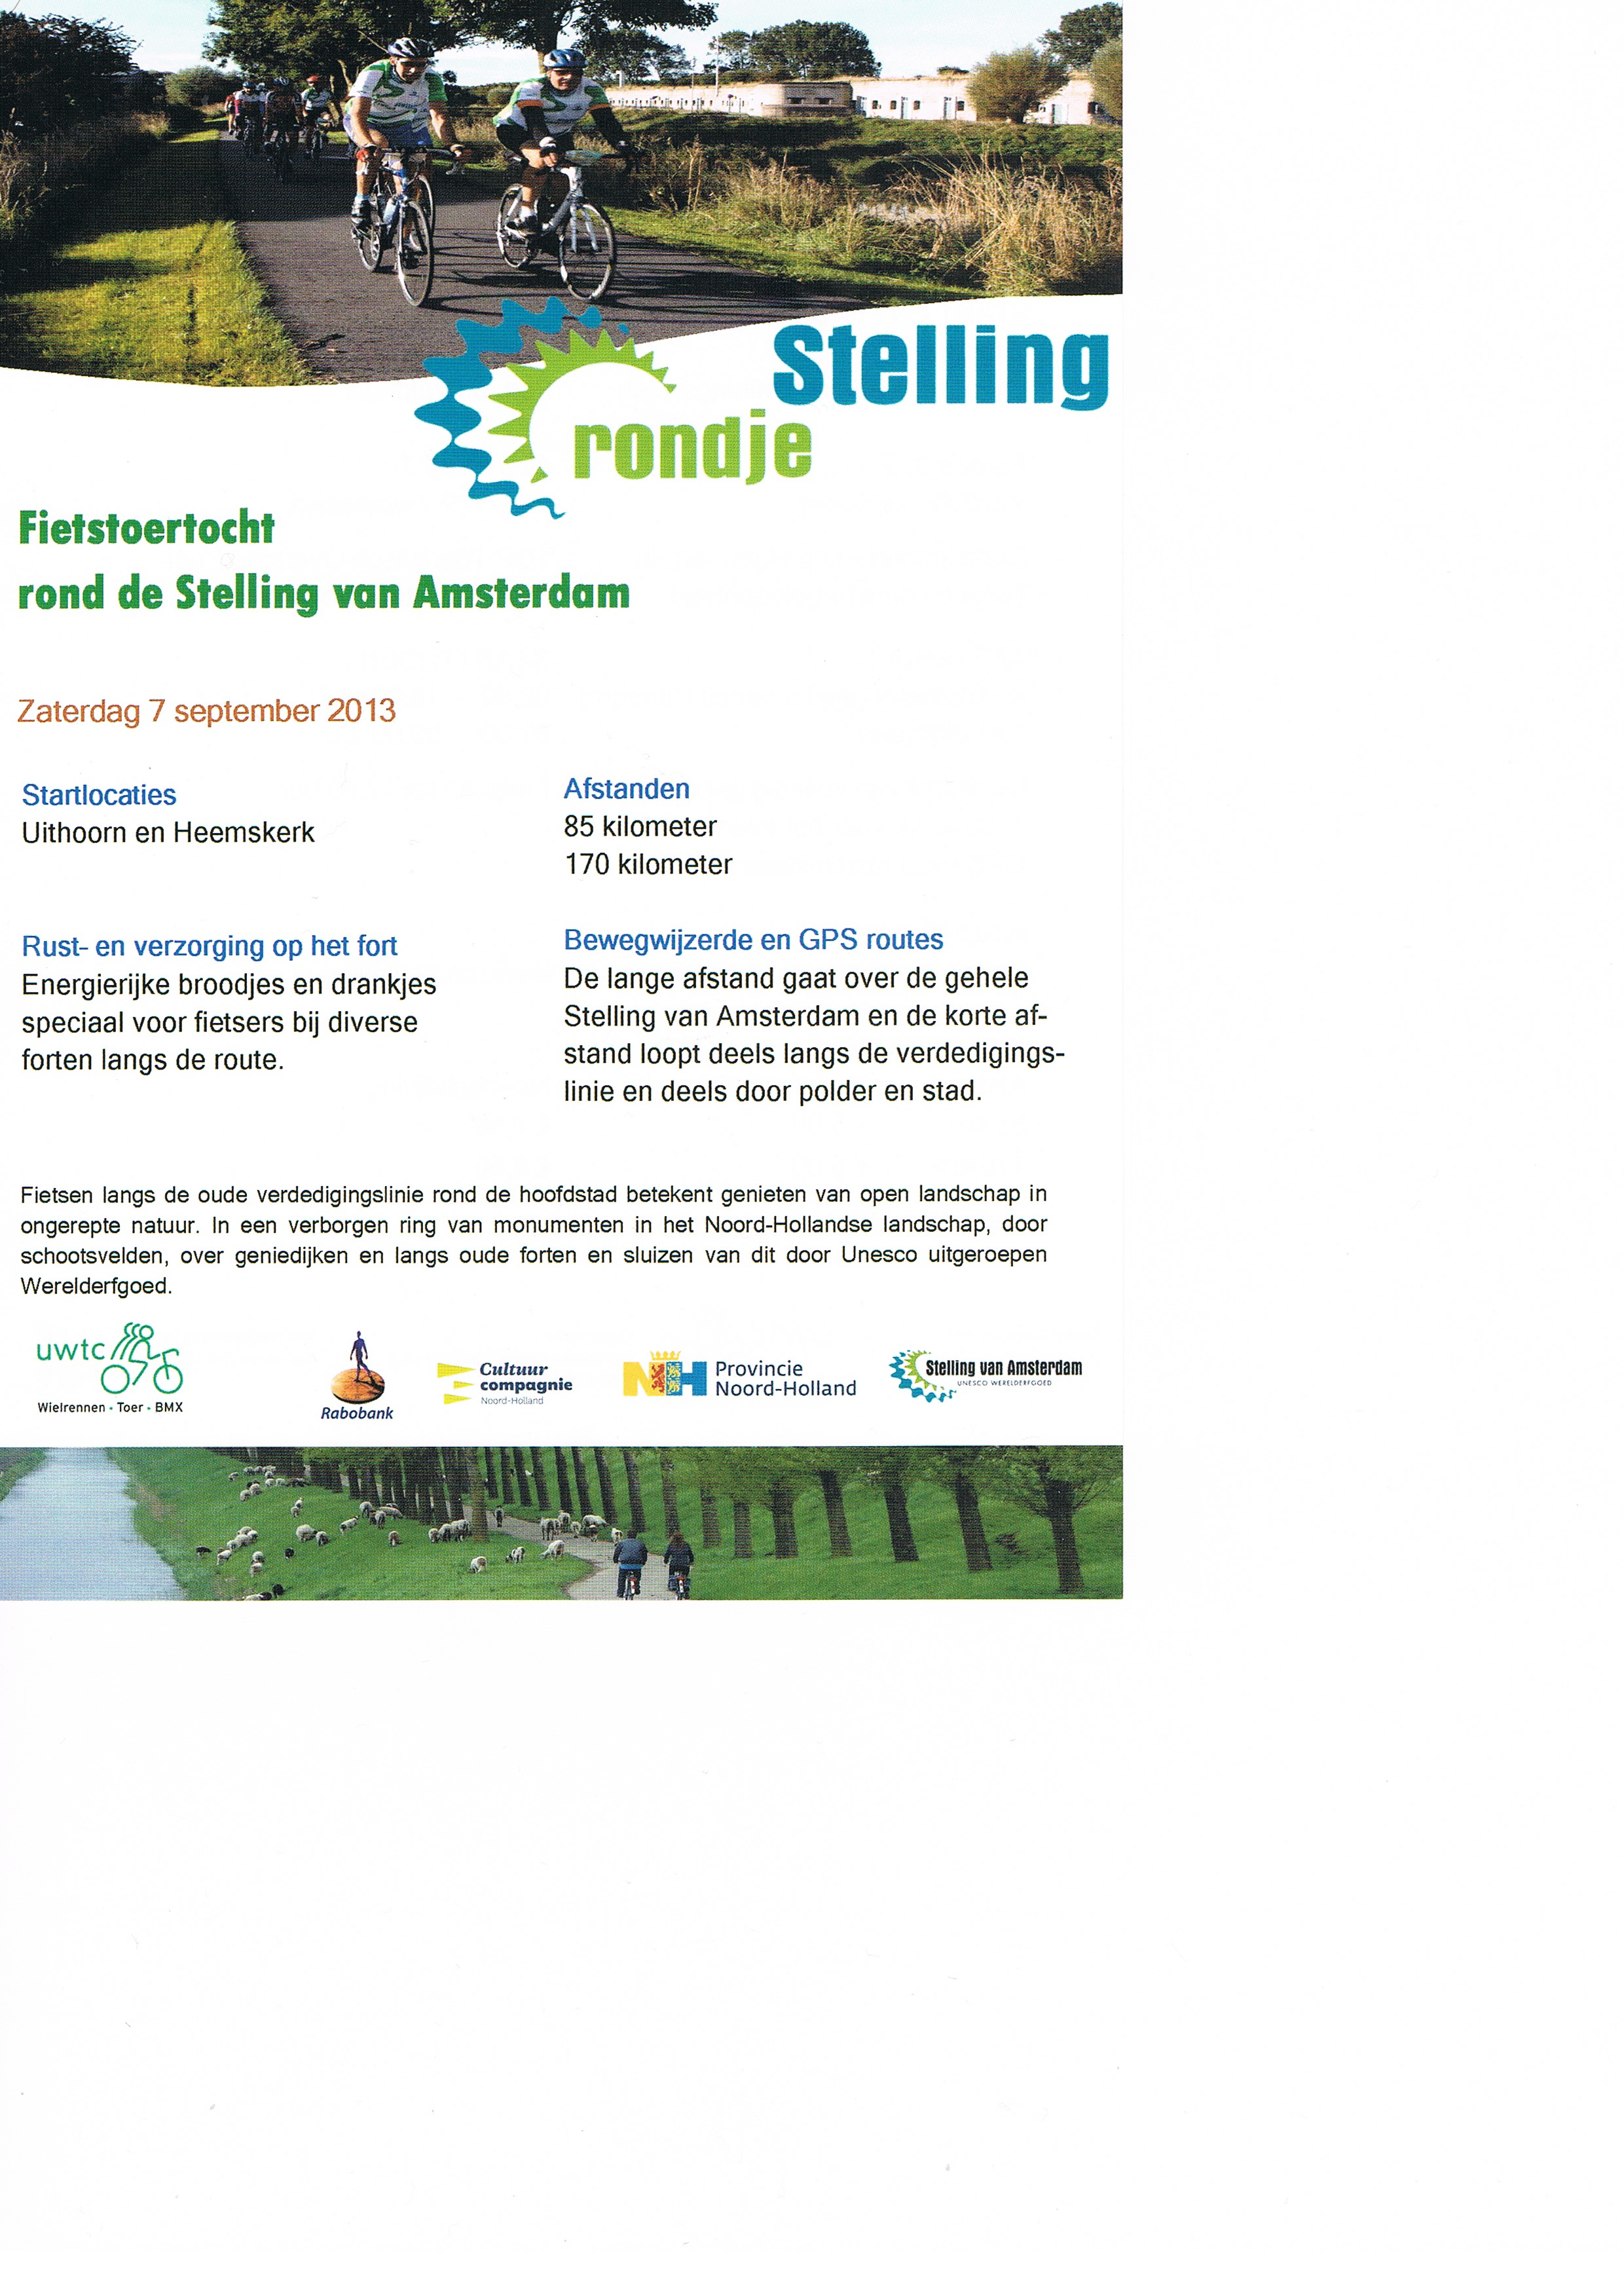 Stelling
rondje
Fietstoertocht
rond de Stelling van Amsterdam
Zaterdag 7 september 2013
Startlocaties
Uithoorn en Heemskerk
Afstanden
85 kilometer
170 kilometer
Rust- en verzorging op het fort
Energierijke broodjes en drankjes
speciaal voor fietsers bij diverse
forten langs de route.
Bewegwijzerde en GPS routes
De lange afstand gaat over de gehele
Stelling van Amsterdam en de korte af-
stand loopt deels langs de verdedigings-
linie en deels door polder en stad.
Fietsen langs de oude verdedigingslinie rond de hoofdstad betekent genieten van open landschap in
ongerepte natuur. In een verborgen ring van monumenten in het Noord-Hollandse landschap, door
schootsvelden, over geniedijken en langs oude forten en sluizen van dit door Unesco uitgeroepen
Werelderfgoed.
uwtc
Wielrennen • Toer • BMX
Rabobank
Cultuur
compagnie
Noord-Holland
NH
Provincie
Noord-Holland
Stelling van Amsterdam
UNESCO WERELDERFGOED